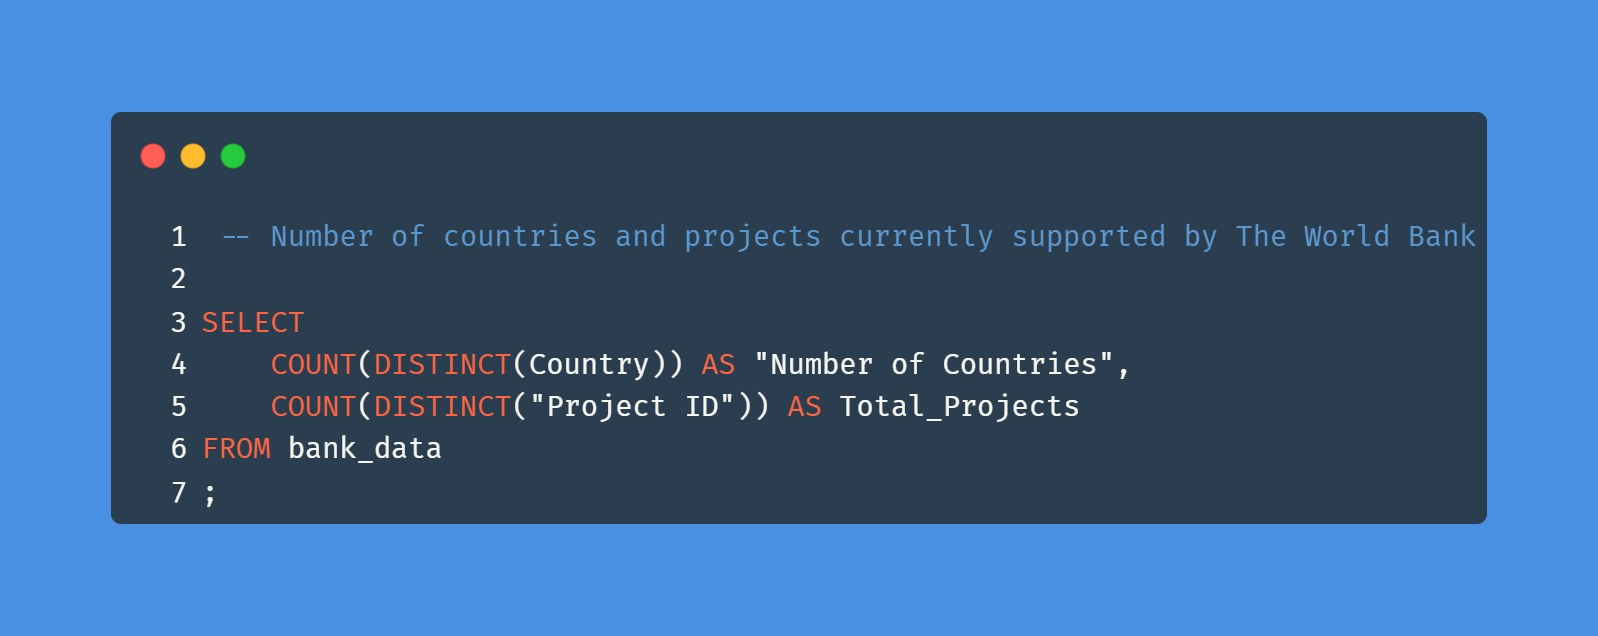 1 -- Number of countries and projects currently supported by The World Bank
2
3 SELECT
4     COUNT(DISTINCT(Country)) AS "Number of Countries",
5     COUNT(DISTINCT("Project ID")) AS Total_Projects
6 FROM bank_data
7 ;